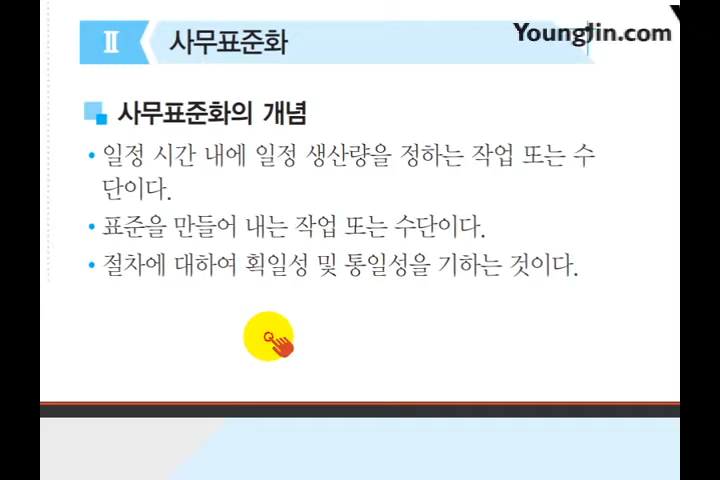 Ⅱ 사무표준화
YoungJin.com
사무표준화의 개념
• 일정 시간 내에 일정 생산량을 정하는 작업 또는 수
단이다.
• 표준을 만들어 내는 작업 또는 수단이다.
• 절차에 대하여 획일성 및 통일성을 기하는 것이다.